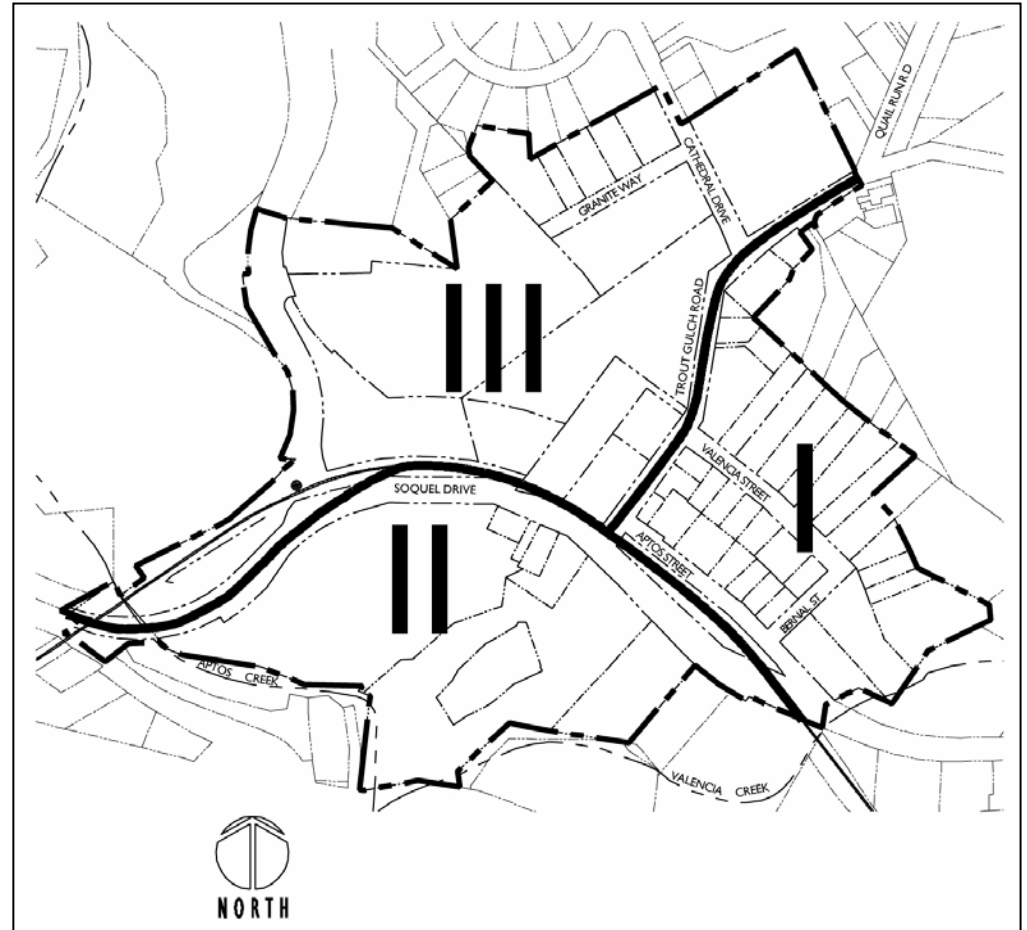 QUAIL RUN R.D
CATHEDRAL DRIVE
GRANITE WAY
TROUT GULCH ROAD
III
VALENCIA STREET
I
SOQUEL DRIVE
II
APTOS STREET
BERNAL ST
APTOS CREEK
VALENCIA CREEK
NORTH